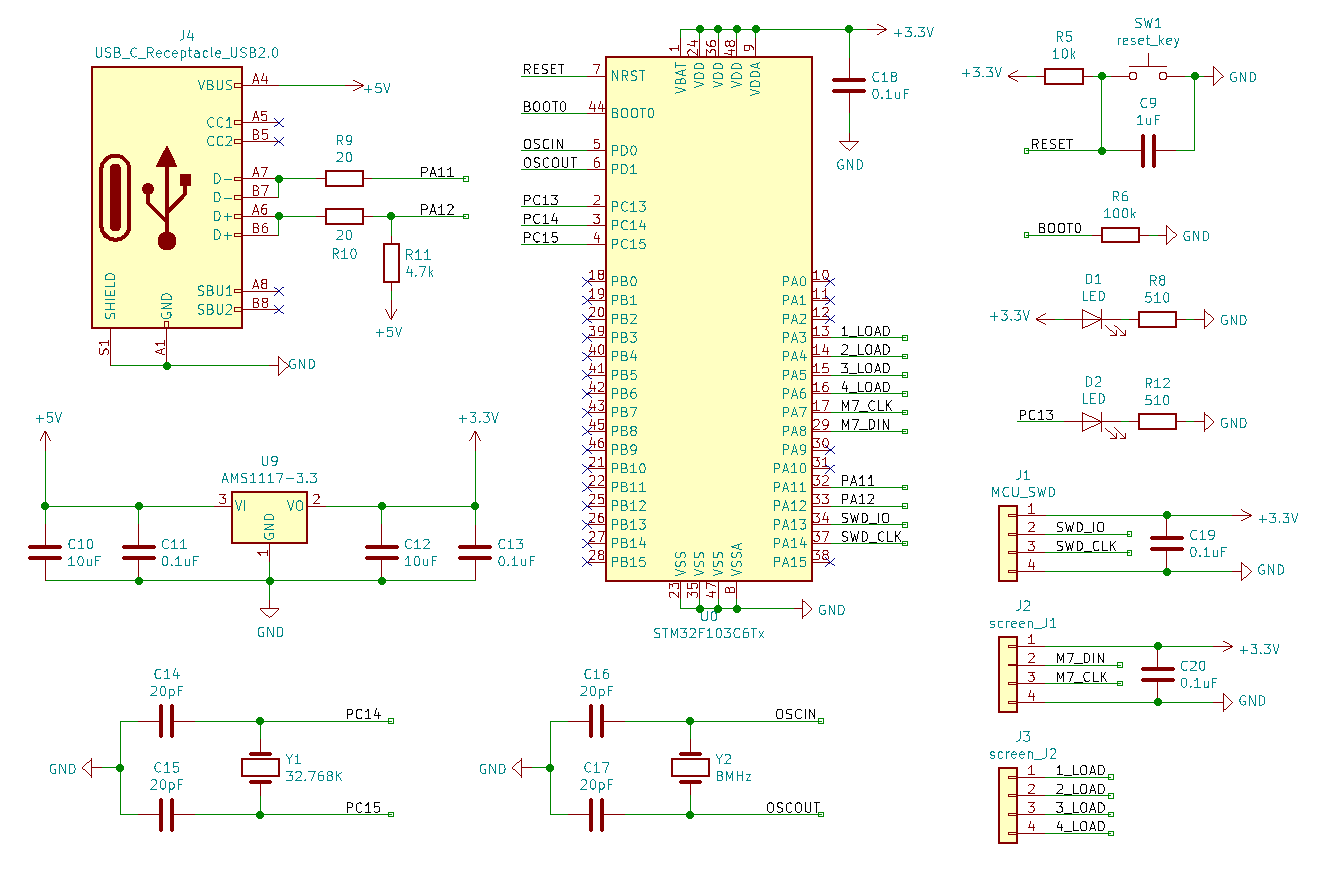 J4
USB_C_Receptacle_USB2.0
VBUS A4
+5V
CC1 A5
CC2 B5
D- A7
D- B7
D+ A6
D+ B6
SBU1 A8
SBU2 B8
SHIELD
GND
S1
A1
GND
R9
20
PA11
PA12
20
R10
R11
4.7k
+5V
RESET 7 NRST
BOOT0 44 BOOT0
OSCIN 5 PD0
OSCOUT 6 PD1
PC13 2 PC13
PC14 3 PC14
PC15 4 PC15
18 PB0
19 PB1
20 PB2
39 PB3
40 PB4
41 PB5
42 PB6
43 PB7
45 PB8
46 PB9
21 PB10
22 PB11
25 PB12
26 PB13
27 PB14
28 PB15
1 VBAT
24 VDD
36 VDD
48 VDD
9 VDDA
+3.3V
C18
0.1uF
GND
PA0 10
PA1 11
PA2 12
PA3 13 1_LOAD
PA4 14 2_LOAD
PA5 15 3_LOAD
PA6 16 4_LOAD
PA7 17 M7_CLK
PA8 29 M7_DIN
PA9 30
PA10 31
PA11 32 PA11
PA12 33 PA12
PA13 34 SWD_IO
PA14 37 SWD_CLK
PA15 38
VSS 23
VSS 35
VSS 47
VSSA 8
GND
U0
STM32F103C6Tx
SW1
reset_key
R5
10k
+3.3V
GND
C9
1uF
RESET
R6
100k
BOOT0
GND
D1
LED
R8
510
+3.3V
GND
D2
LED
R12
510
PC13
GND
+5V
+3.3V
U9
AMS1117-3.3
3 VI
VO 2
GND
1
C10
10uF
C11
0.1uF
C12
10uF
C13
0.1uF
GND
J1
MCU_SWD
1
+3.3V
2 SWD_IO
3 SWD_CLK
4
GND
C19
0.1uF
J2
screen_J1
1
+3.3V
2 M7_DIN
3 M7_CLK
4
GND
C20
0.1uF
J3
screen_J2
1 1_LOAD
2 2_LOAD
3 3_LOAD
4 4_LOAD
C14
20pF
PC14
GND
C15
20pF
Y1
32.768K
PC15
C16
20pF
OSCIN
GND
C17
20pF
Y2
8MHz
OSCOUT